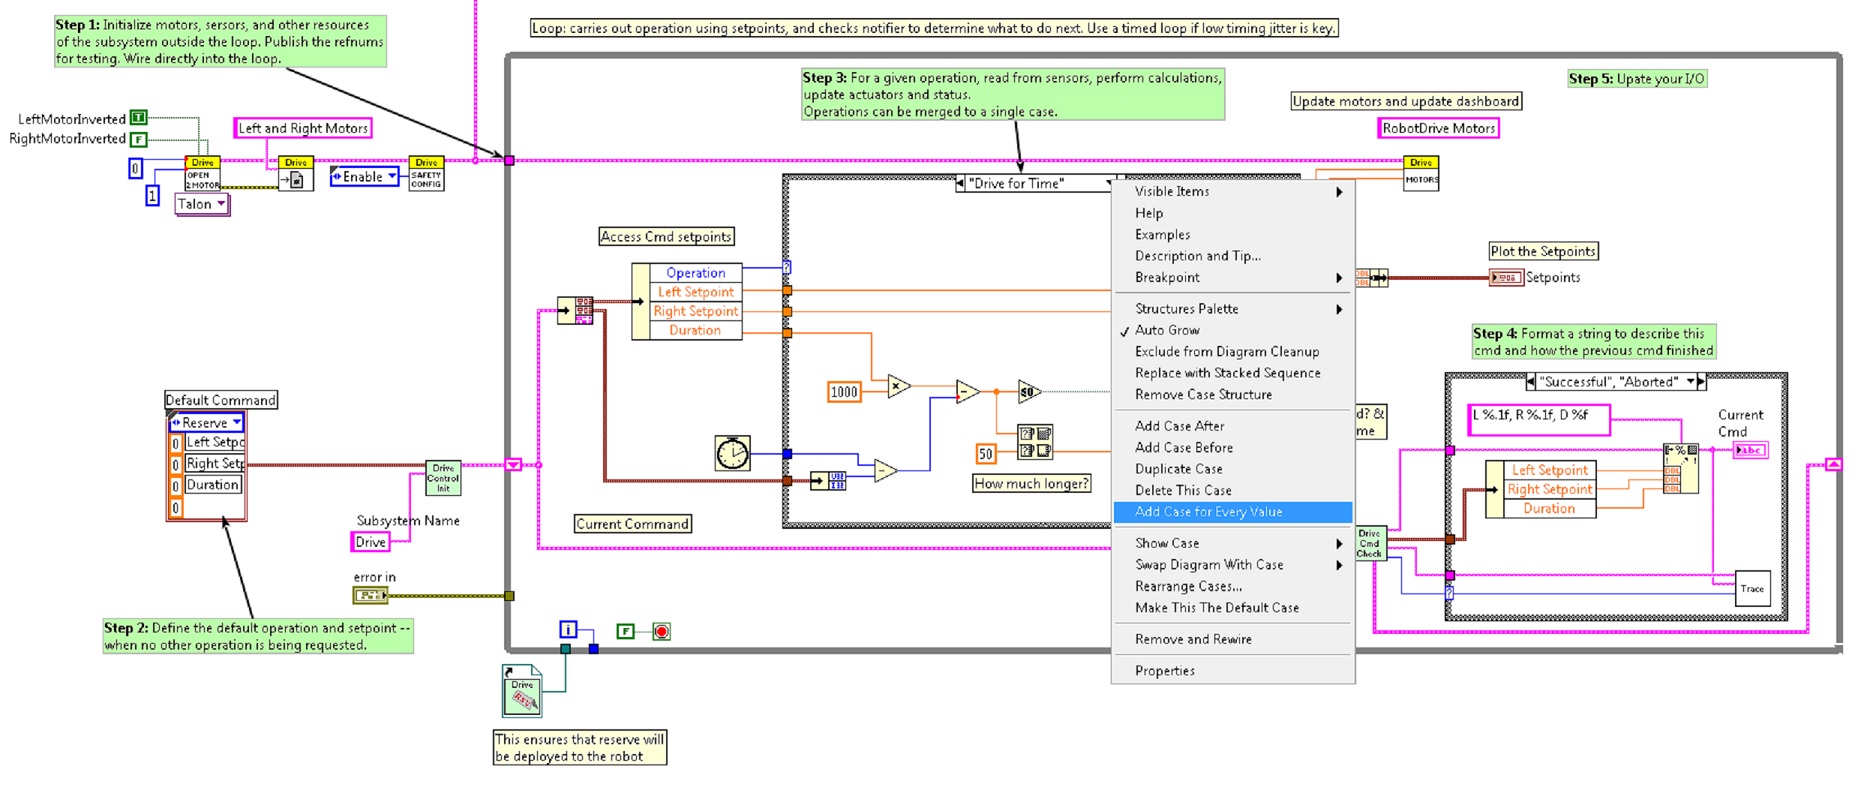 Step 1: Initialize motors, sersors, and other resources
of the subsystem outside the loop. Publish the refnums
for testing. Wire directly into the loop.
Loop: carries out operation using setpoints, and checks notifier to determine what to do next. Use a timed loop if low timing jitter is key.
Step 3: For a given operation, read from sensors, perform calculations,
update actuators and status.
Operations can be merged to a single case.
Step 5: Upate your I/O
Update motors and update dashboard
RobotDrive Motors
LeftMotorInverted
T
RightMotorInverted
F
Left and Right Motors
0
1
Drive
OPEN
2 MOTOR
Talon
Drive
Enable
Drive
SAFETY
CONFIG
Drive
MOTORS
"Drive for Time"
Visible Items
Help
Examples
Description and Tip...
Breakpoint
Structures Palette
Auto Grow
Exclude from Diagram Cleanup
Replace with Stacked Sequence
Remove Case Structure
Add Case After
Add Case Before
Duplicate Case
Delete This Case
Add Case for Every Value
Show Case
Swap Diagram With Case
Rearrange Cases...
Make This The Default Case
Remove and Rewire
Properties
Access Cmd setpoints
Operation
Left Setpoint
Right Setpoint
Duration
?
1000
x
-
≤0
50
How much longer?
-
Plot the Setpoints
DBL
DBL
Setpoints
Step 4: Format a string to describe this
cmd and how the previous cmd finished
"Successful", "Aborted"
L %.1f, R %.1f, D %f
Current
Cmd
abc
Left Setpoint
Right Setpoint
Duration
DBL
DBL
DBL
Trace
?
d? &
me
Drive
Cmd
Check
Default Command
Reserve
0
Left Setpo
0
Right Setp
0
Duration
0
Drive
Control
Init
Subsystem Name
Drive
Current Command
error in
Step 2: Define the default operation and setpoint --
when no other operation is being requested.
i
F
Drive
This ensures that reserve will
be deployed to the robot